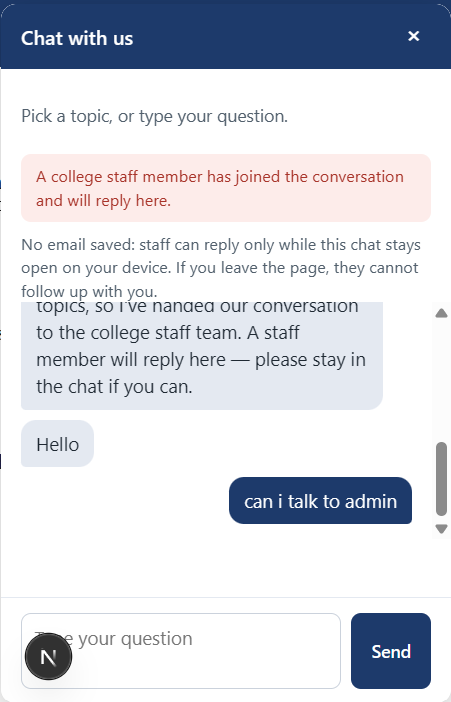 Chat with us
×
Pick a topic, or type your question.
A college staff member has joined the conversation
and will reply here.
No email saved: staff can reply only while this chat stays
open on your device. If you leave the page, they cannot
follow up with you.
topics, so I've handed our conversation
to the college staff team. A staff
member will reply here — please stay in
the chat if you can.
Hello
can i talk to admin
your question
N
Send